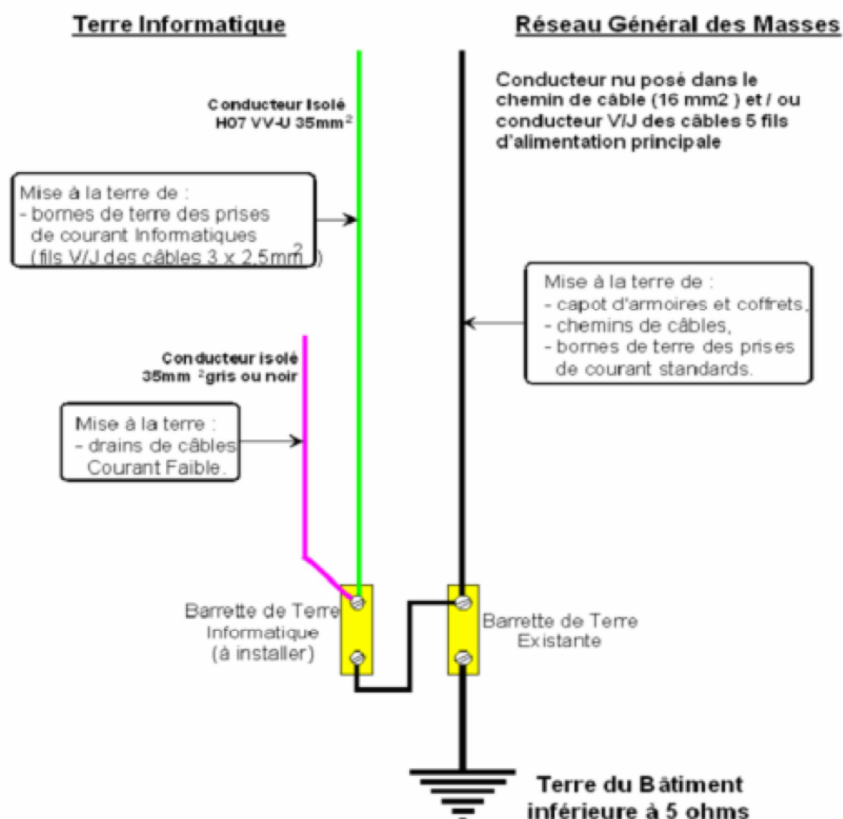 Terre Informatique
Réseau Général des Masses
Conducteur Isolé
H07 VV-U 35mm²
Conducteur nu posé dans le
chemin de câble (16 mm2 ) et / ou
conducteur V/J des câbles 5 fils
d'alimentation principale
Mise à la terre de :
- bornes de terre des prises
de courant Informatiques
(fils V/J des câbles 3 x 2,5mm² )
Mise à la terre de :
- capot d'armoires et coffrets,
- chemins de câbles,
- bornes de terre des prises
de courant standards.
Conducteur isolé
35mm ²gris ou noir
Mise à la terre :
- drains de câbles
Courant Faible.
Barrette de Terre
Informatique
(à installer)
Barrette de Terre
Existante
Terre du Bâtiment
inférieure à 5 ohms